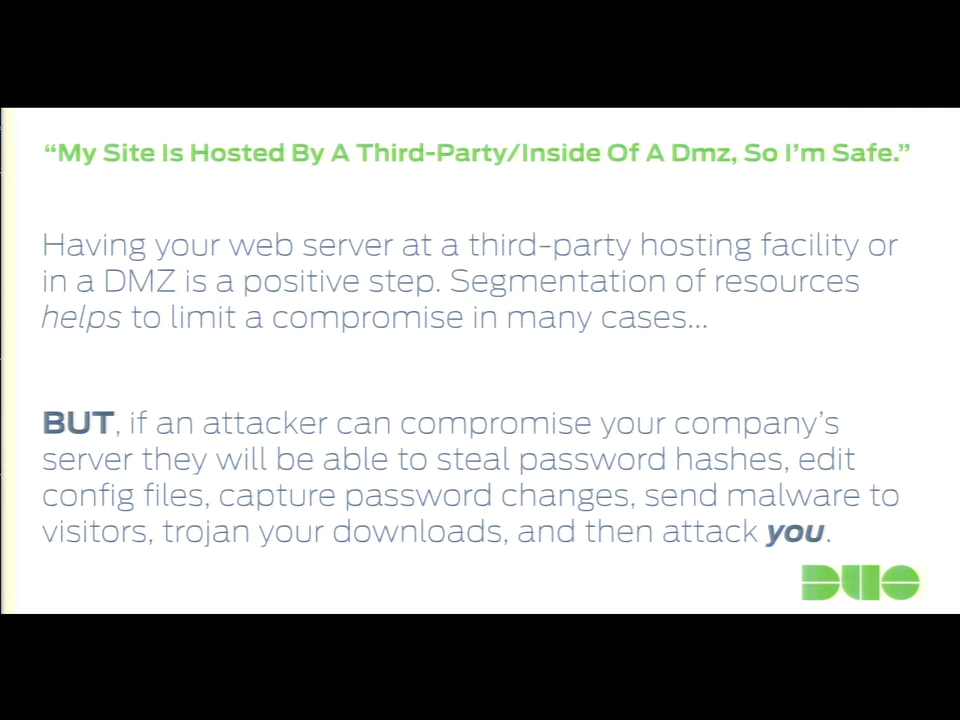 “My Site Is Hosted By A Third-Party/Inside Of A Dmz, So I’m Safe.”
Having your web server at a third-party hosting facility or
in a DMZ is a positive step. Segmentation of resources
helps to limit a compromise in many cases...
BUT, if an attacker can compromise your company’s
server they will be able to steal password hashes, edit
config files, capture password changes, send malware to
visitors, trojan your downloads, and then attack you.
DUO